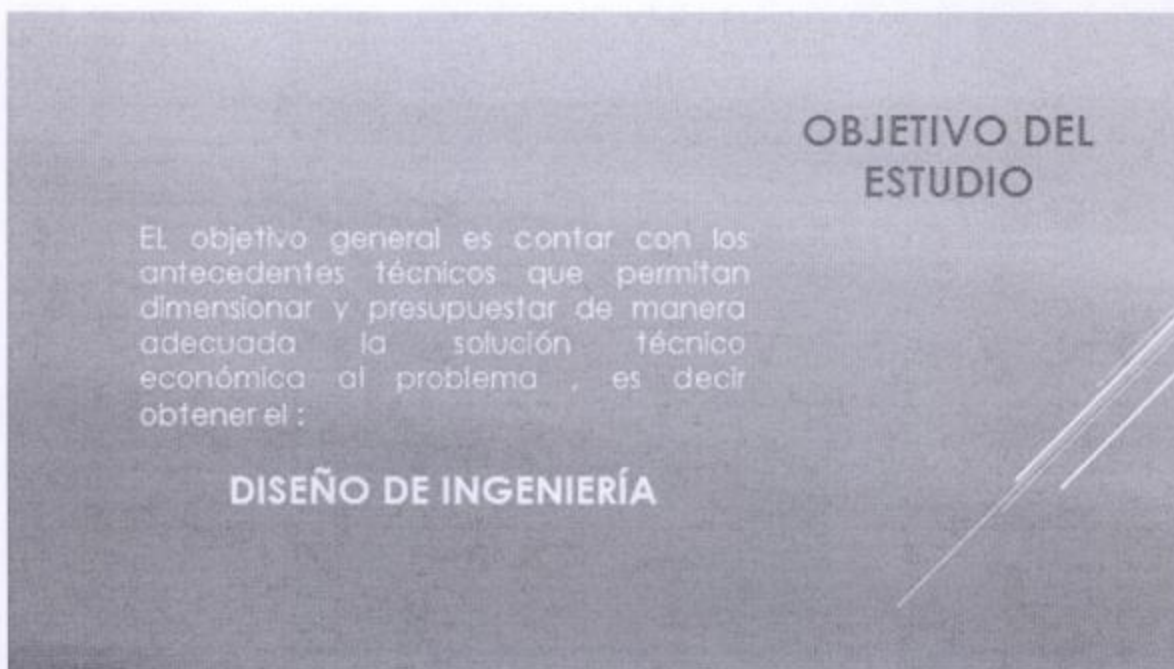 OBJETIVO DEL
ESTUDIO
EL objetivo general es contar con los
antecedentes técnicos que permitan
dimensionar y presupuestar de manera
adecuada la solución técnico
económica al problema , es decir
obtener el :
DISEÑO DE INGENIERÍA